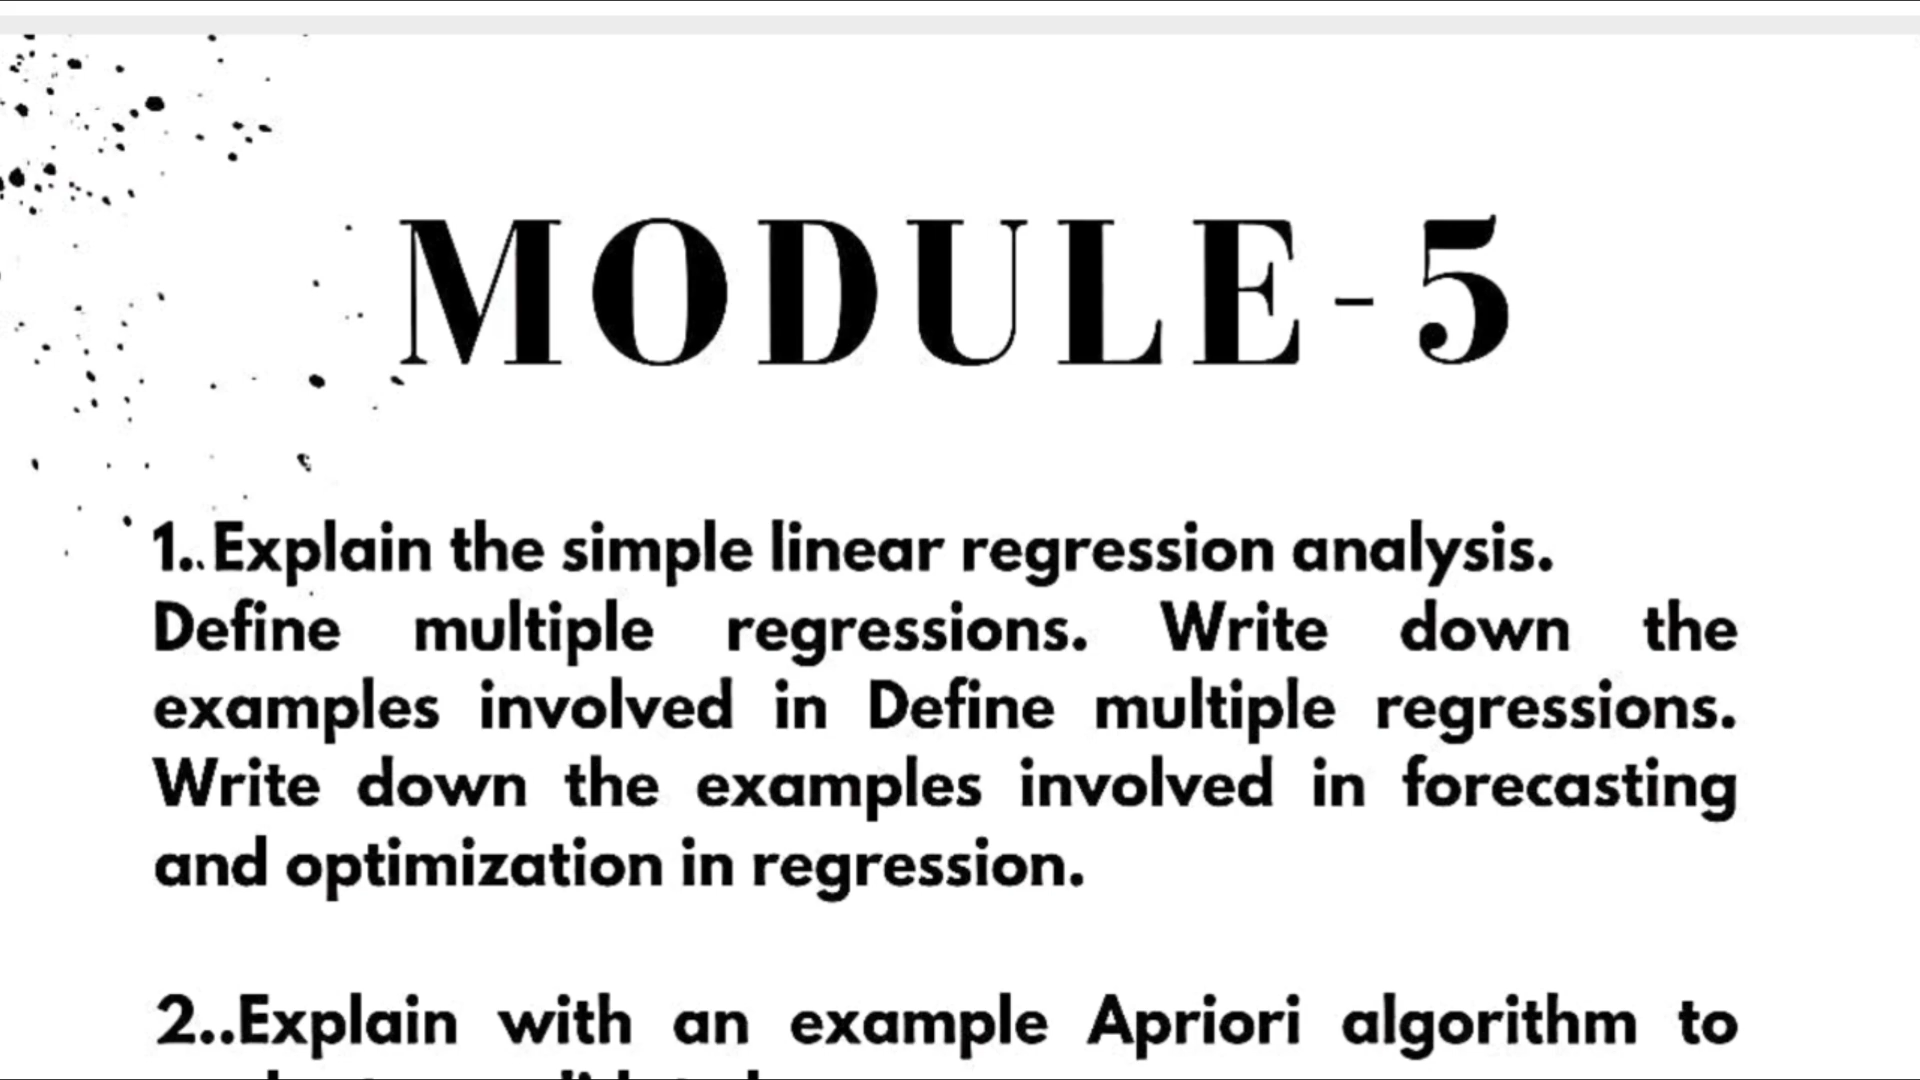 MODULE-5
1..Explain the simple linear regression analysis.
Define multiple regressions. Write down the
examples involved in Define multiple regressions.
Write down the examples involved in forecasting
and optimization in regression.
2..Explain with an example Apriori algorithm to